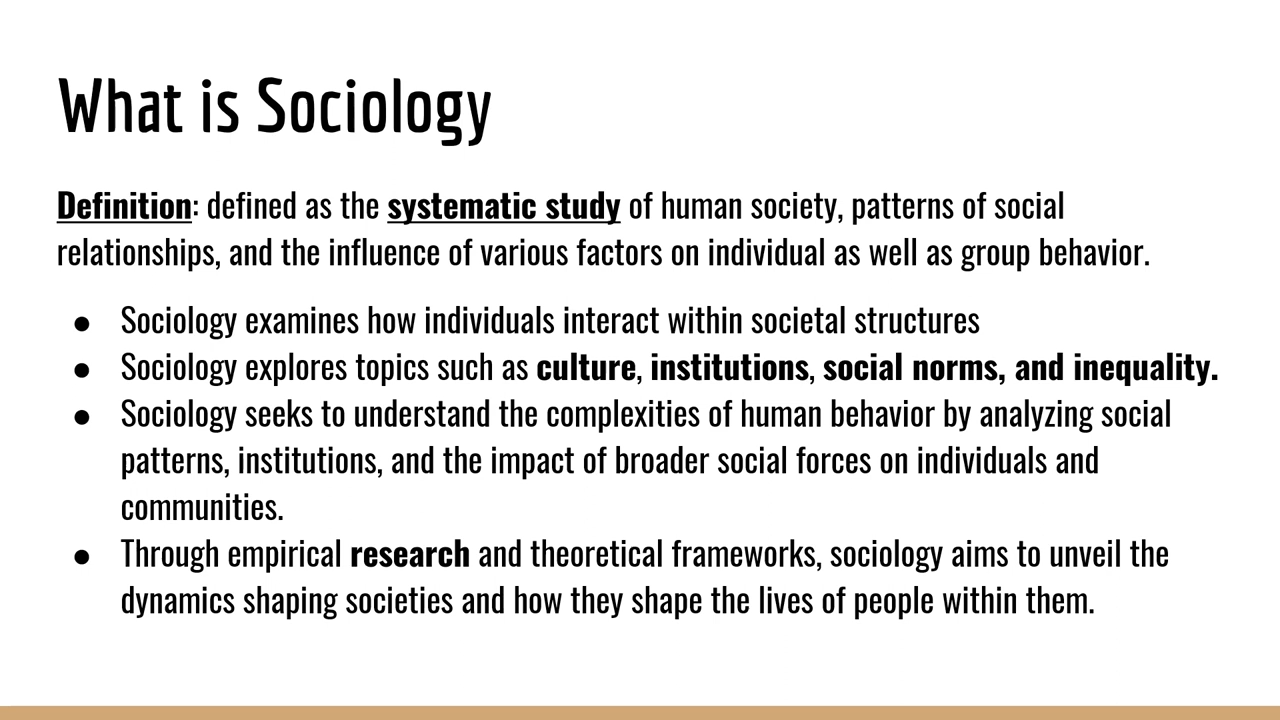 What is Sociology
Definition: defined as the systematic study of human society, patterns of social
relationships, and the influence of various factors on individual as well as group behavior.
● Sociology examines how individuals interact within societal structures
● Sociology explores topics such as culture, institutions, social norms, and inequality.
● Sociology seeks to understand the complexities of human behavior by analyzing social
patterns, institutions, and the impact of broader social forces on individuals and
communities.
● Through empirical research and theoretical frameworks, sociology aims to unveil the
dynamics shaping societies and how they shape the lives of people within them.